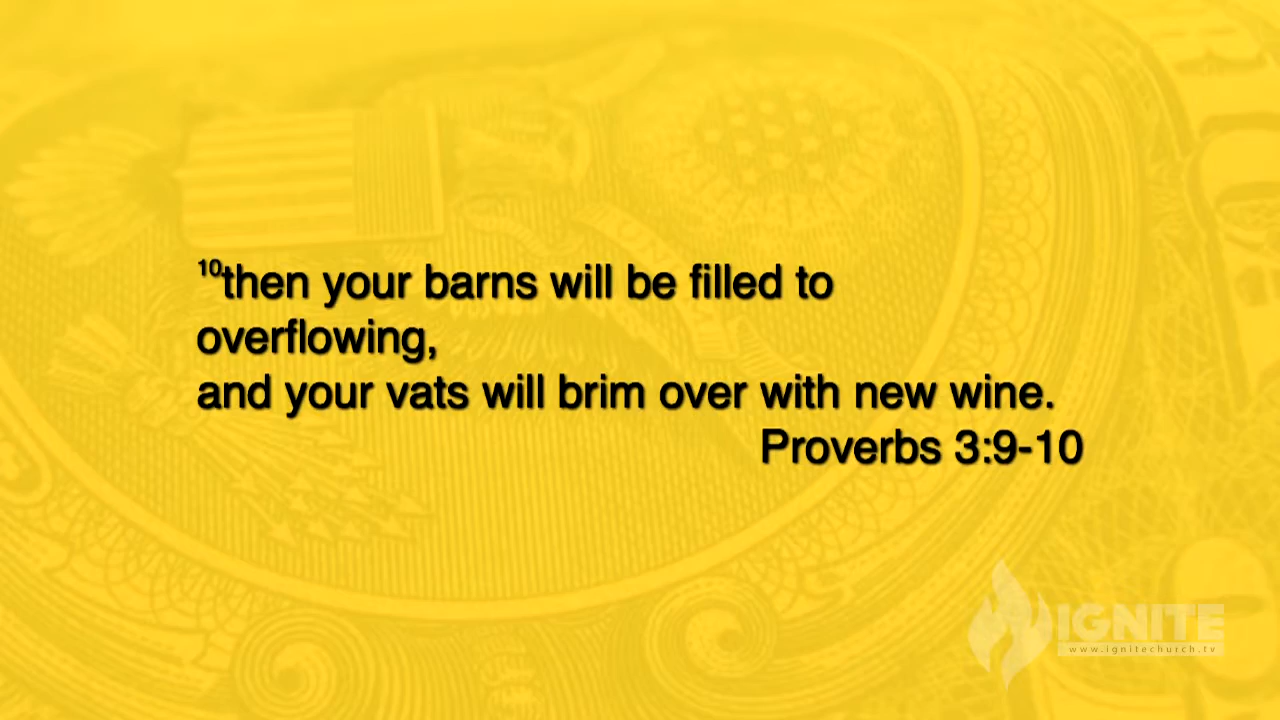 10then your barns will be filled to
overflowing,
and your vats will brim over with new wine.
Proverbs 3:9-10
IGNITE
www.ignitechurch.tv